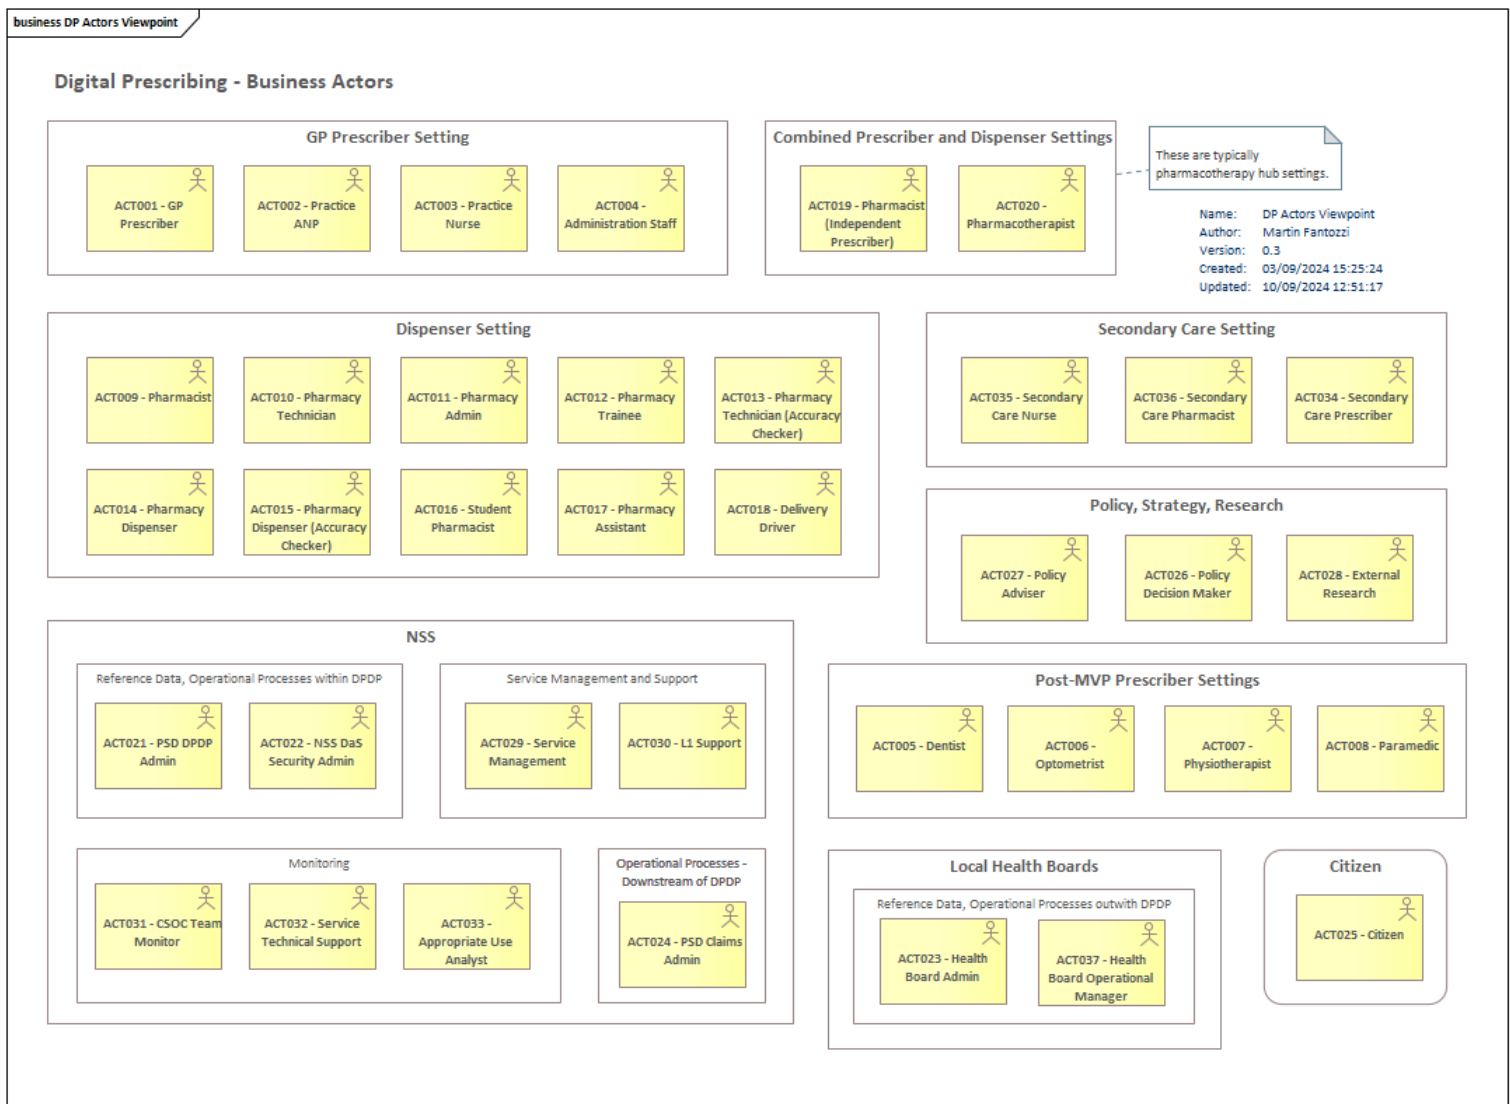 business DP Actors Viewpoint
Digital Prescribing - Business Actors
GP Prescriber Setting
ACT001 - GP
Prescriber
ACT002 - Practice
ANP
ACT003 - Practice
Nurse
ACT004 -
Administration Staff
Combined Prescriber and Dispenser Settings
ACT019 - Pharmacist
(Independent
Prescriber)
ACT020 -
Pharmacotherapist
These are typically
pharmacotherapy hub settings.
Name: DP Actors Viewpoint
Author: Martin Fantozzi
Version: 0.3
Created: 03/09/2024 15:25:24
Updated: 10/09/2024 12:51:17
Dispenser Setting
ACT009 - Pharmacist
ACT010 - Pharmacy
Technician
ACT011 - Pharmacy
Admin
ACT012 - Pharmacy
Trainee
ACT013 - Pharmacy
Technician (Accuracy
Checker)
ACT014 - Pharmacy
Dispenser
ACT015 - Pharmacy
Dispenser (Accuracy
Checker)
ACT016 - Student
Pharmacist
ACT017 - Pharmacy
Assistant
ACT018 - Delivery
Driver
Secondary Care Setting
ACT035 - Secondary
Care Nurse
ACT036 - Secondary
Care Pharmacist
ACT034 - Secondary
Care Prescriber
Policy, Strategy, Research
ACT027 - Policy
Adviser
ACT026 - Policy
Decision Maker
ACT028 - External
Research
NSS
Reference Data, Operational Processes within DPDP
ACT021 - PSD DPDP
Admin
ACT022 - NSS DaS
Security Admin
Service Management and Support
ACT029 - Service
Management
ACT030 - L1 Support
Monitoring
ACT031 - CSOC Team
Monitor
ACT032 - Service
Technical Support
ACT033 -
Appropriate Use
Analyst
Operational Processes -
Downstream of DPDP
ACT024 - PSD Claims
Admin
Post-MVP Prescriber Settings
ACT005 - Dentist
ACT006 -
Optometrist
ACT007 -
Physiotherapist
ACT008 - Paramedic
Local Health Boards
Reference Data, Operational Processes outwith DPDP
ACT023 - Health
Board Admin
ACT037 - Health
Board Operational
Manager
Citizen
ACT025 - Citizen